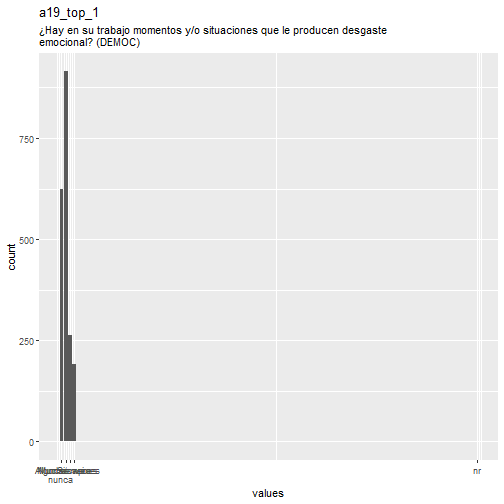 a19_top_1
¿Hay en su trabajo momentos y/o situaciones que le producen desgaste
emocional? (DEMOC)
750
500
250
0
count
nunca
nr
values